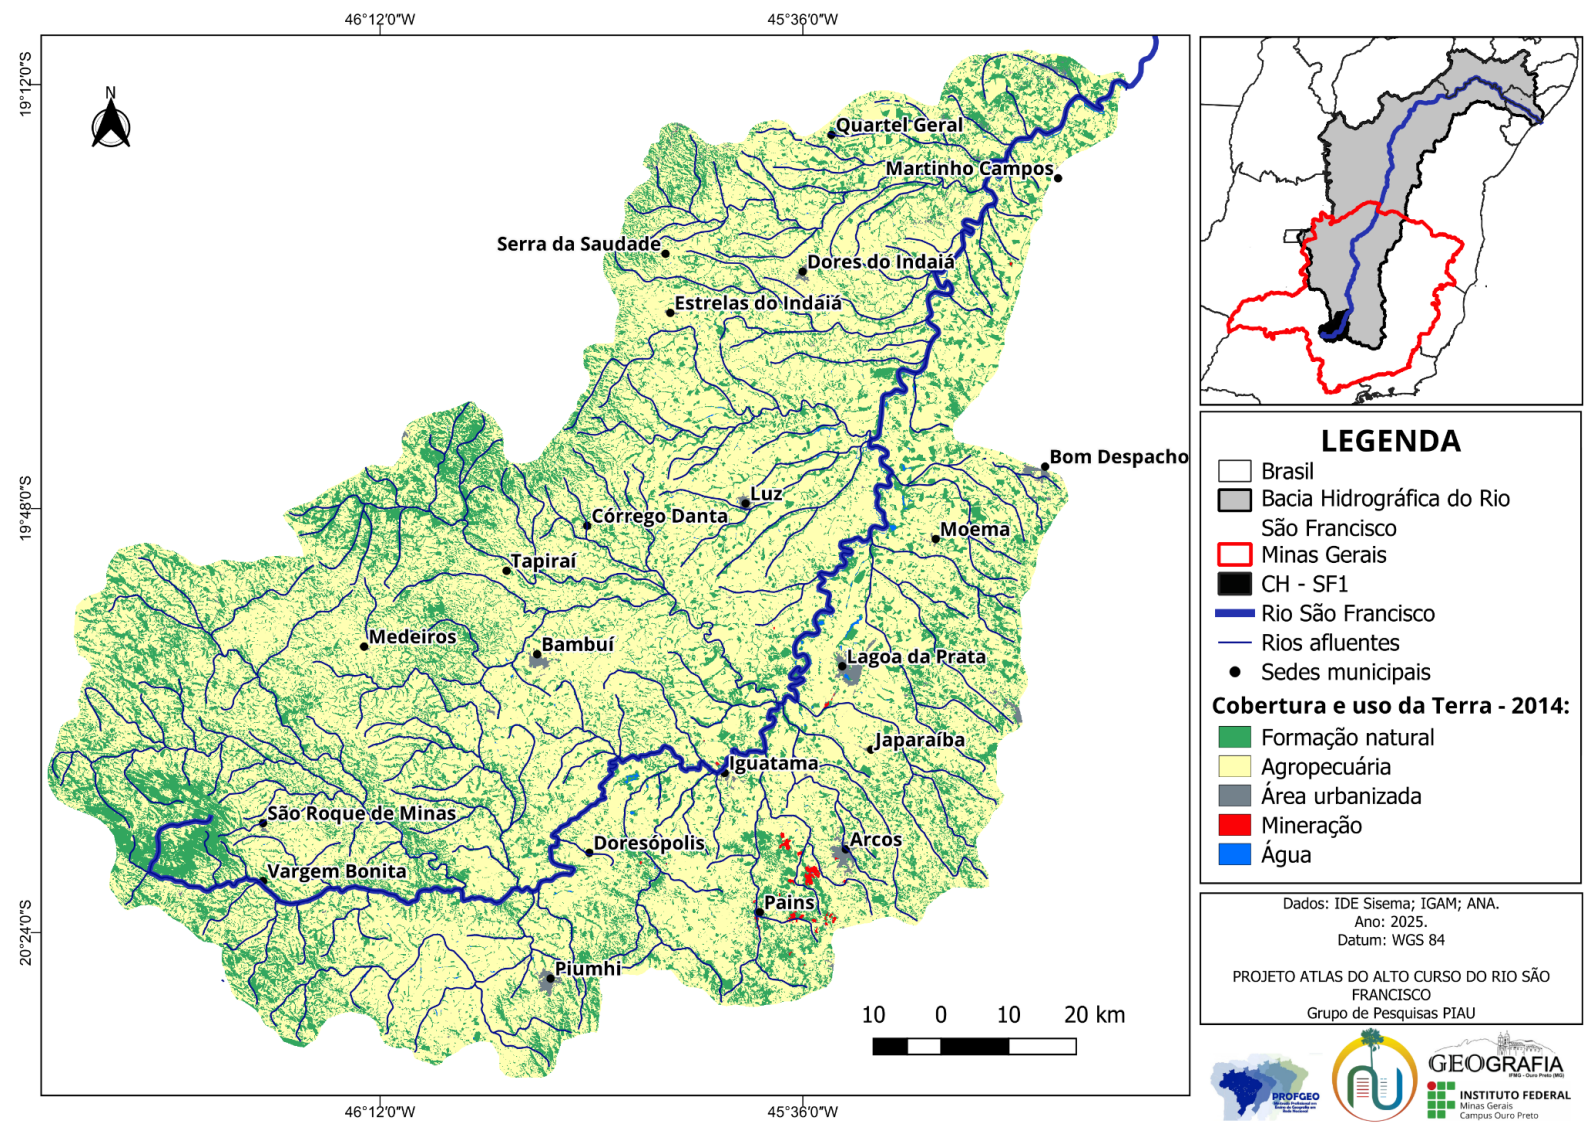 46°12'0"W
45°36'0"W
19°12'0"S
N
Quartel Geral
Martinho Campos
Serra da Saudade
Dores do Indaiá
Estrelas do Indaiá
Bom Despacho
Luz
Córrego Danta
19°48'0"S
Moema
Tapiraí
Medeiros
Bambuí
Lagoa da Prata
Japaraíba
Iguatama
São Roque de Minas
Doresópolis
Arcos
Vargem Bonita
Pains
20°24'0"S
Piumhi
10 0 10 20 km
46°12'0"W
45°36'0"W
LEGENDA
Brasil
Bacia Hidrográfica do Rio
São Francisco
Minas Gerais
CH - SF1
Rio São Francisco
Rios afluentes
Sedes municipais
Cobertura e uso da Terra - 2014:
Formação natural
Agropecuária
Área urbanizada
Mineração
Água
Dados: IDE Sisema; IGAM; ANA.
Ano: 2025.
Datum: WGS 84
PROJETO ATLAS DO ALTO CURSO DO RIO SÃO
FRANCISCO
Grupo de Pesquisas PIAU
PROFGEO
GEOGRAFIA
IFMG - Ouro Preto (MG)
INSTITUTO FEDERAL
Minas Gerais
Campus Ouro Preto